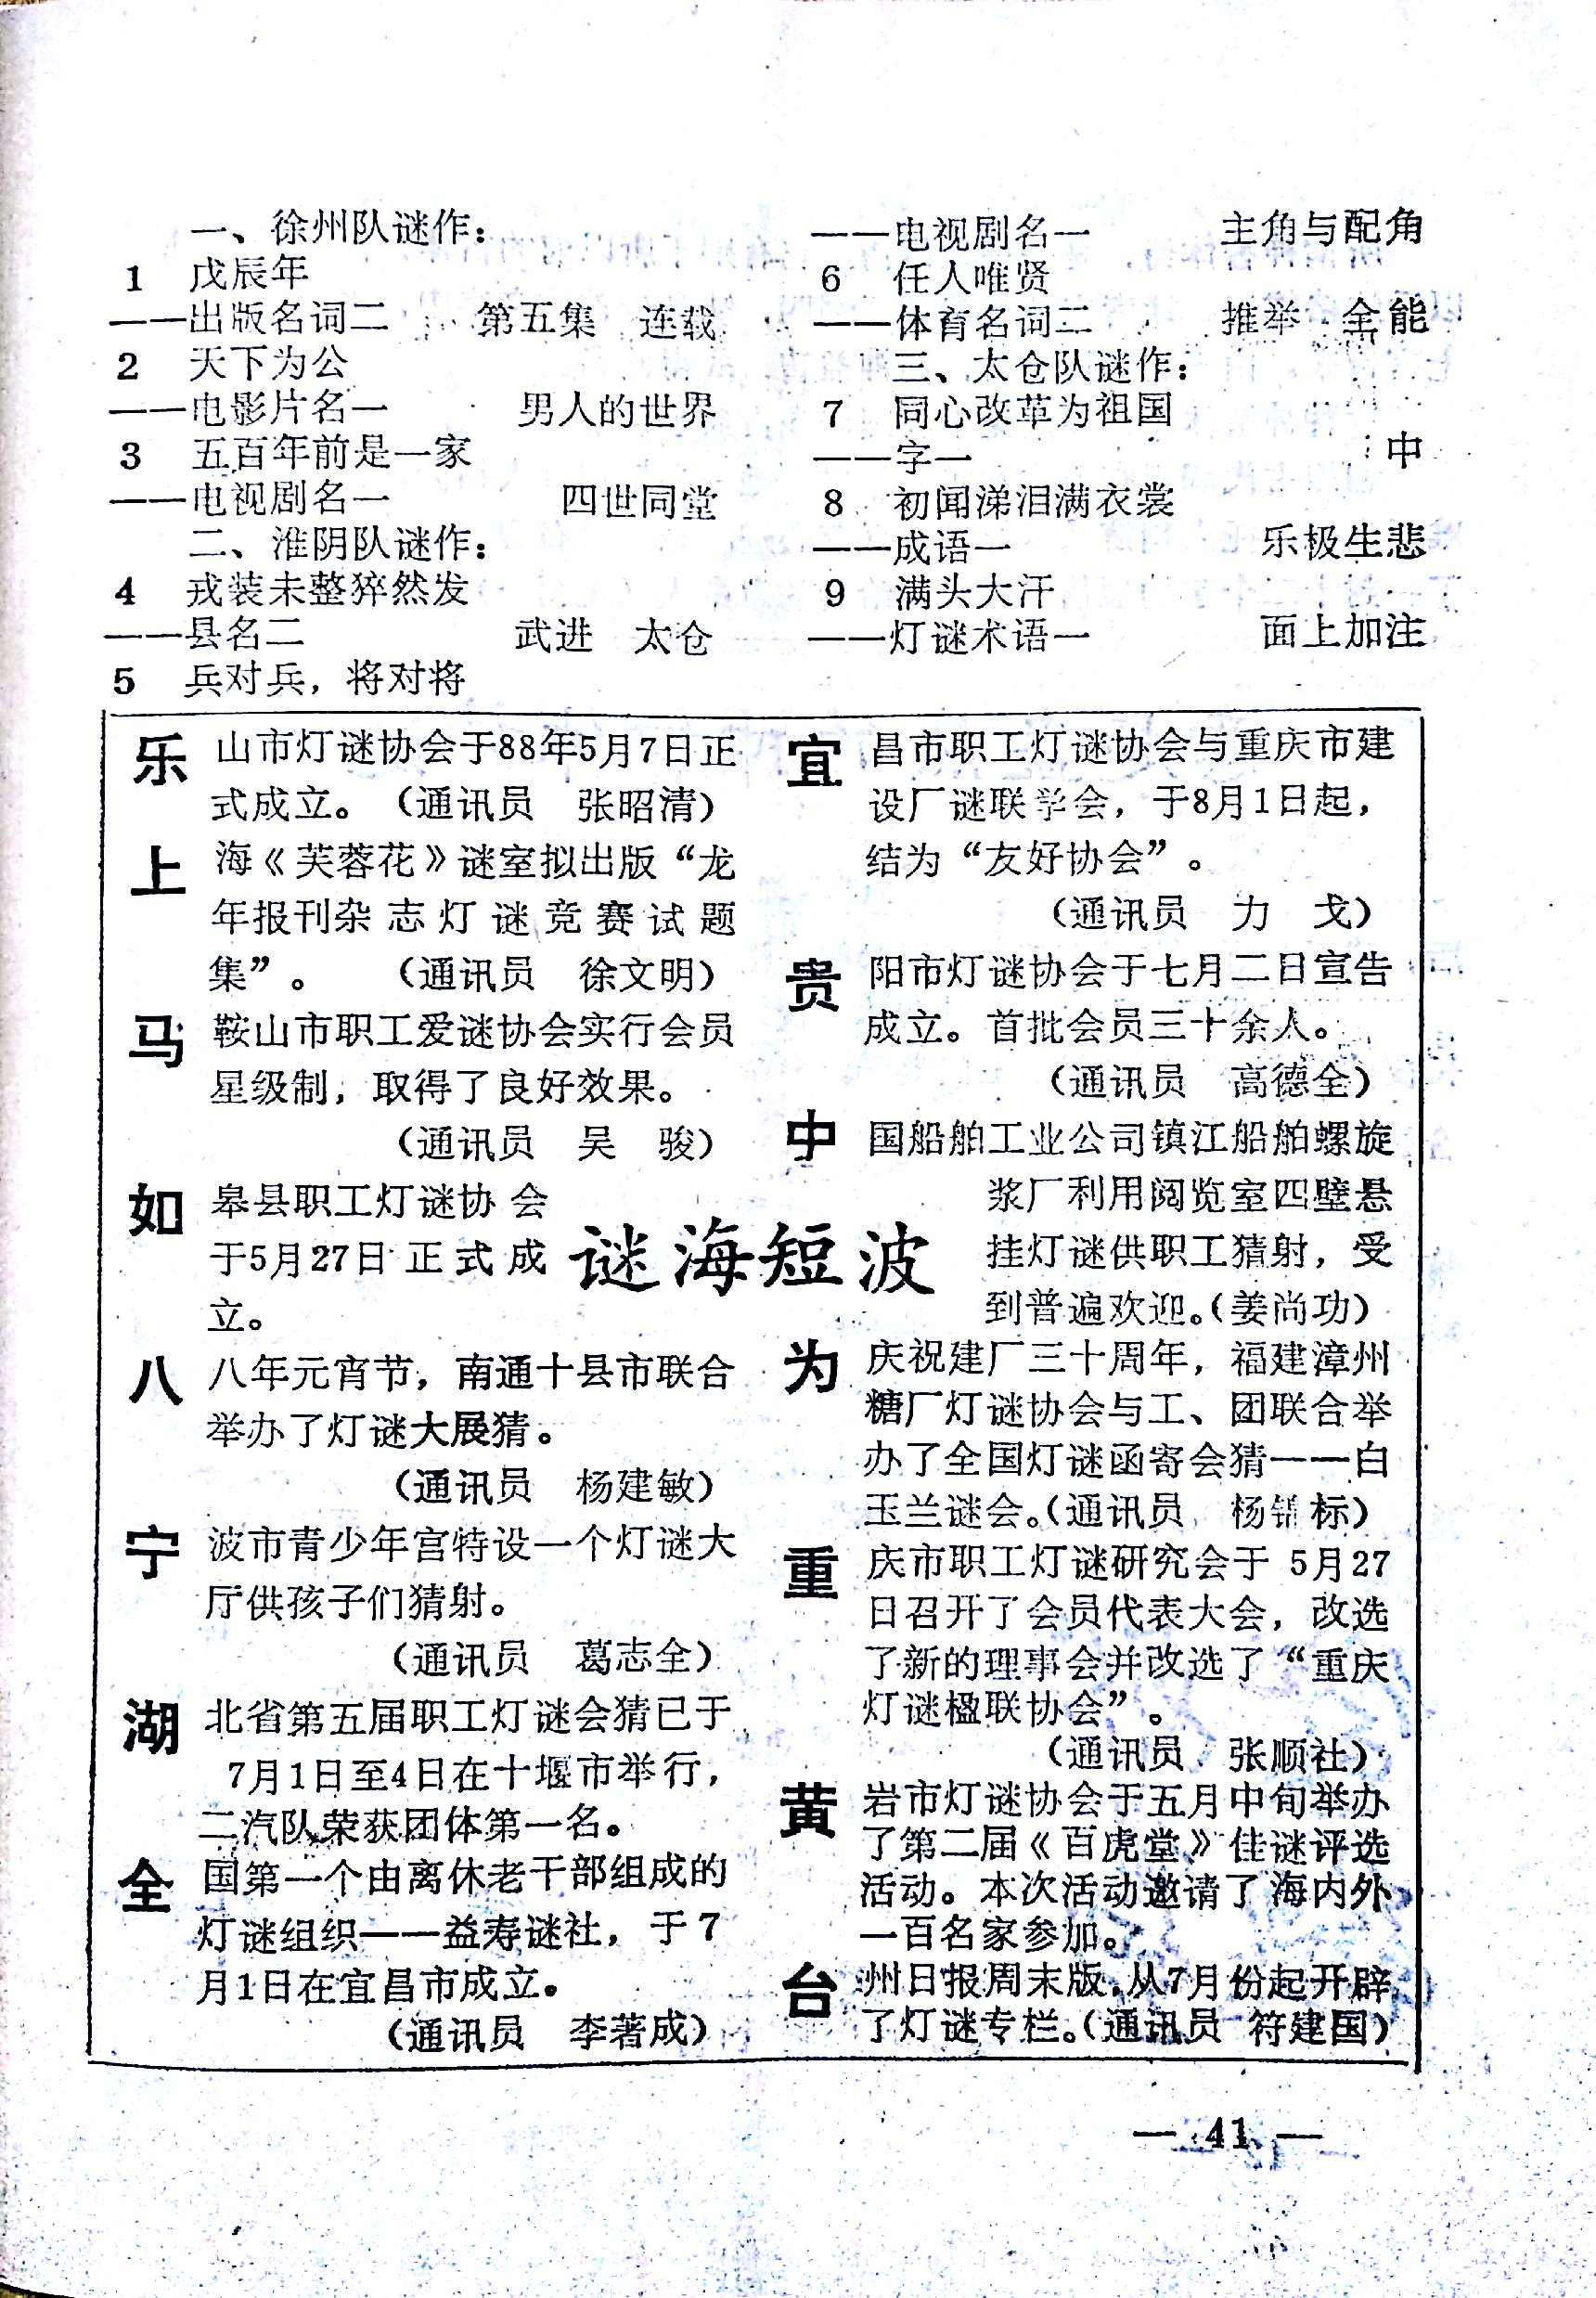 一、徐州队谜作：
1 戊辰年
——出版名词二 第五集 连载
2 天下为公
——电影片名一 男人的世界
3 五百年前是一家
——电视剧名一 四世同堂
二、淮阴队谜作：
4 戎装未整猝然发
——县名二 武进 太仓
5 兵对兵，将对将
——电视剧名一 主角与配角
6 任人唯贤
——体育名词二 推举 全能
三、太仓队谜作：
7 同心改革为祖国
——字一 中
8 初闻涕泪满衣裳
——成语一 乐极生悲
9 满头大汗
——灯谜术语一 面上加注
谜海短波
乐山市灯谜协会于88年5月7日正
式成立。（通讯员 张昭清）
上海《芙蓉花》谜室拟出版“龙
年报刊杂志灯谜竞赛试题
集”。（通讯员 徐文明）
马鞍山市职工爱谜协会实行会员
星级制，取得了良好效果。
（通讯员 吴 骏）
如皋县职工灯谜协会
于5月27日正式成
立。
八八年元宵节，南通十县市联合
举办了灯谜大展猜。
（通讯员 杨建敏）
宁波市青少年宫特设一个灯谜大
厅供孩子们猜射。
（通讯员 葛志全）
湖北省第五届职工灯谜会猜已于
7月1日至4日在十堰市举行，
二汽队荣获团体第一名。
全国第一个由离休老干部组成的
灯谜组织——益寿谜社，于7
月1日在宜昌市成立。
（通讯员 李著成）
宜昌市职工灯谜协会与重庆市建
设厂谜联学会，于8月1日起，
结为“友好协会”。
（通讯员 力 戈）
贵阳市灯谜协会于七月二日宣告
成立。首批会员三十余人。
（通讯员 高德全）
中国船舶工业公司镇江船舶螺旋
浆厂利用阅览室四壁悬
挂灯谜供职工猜射，受
到普遍欢迎。（姜尚功）
为庆祝建厂三十周年，福建漳州
糖厂灯谜协会与工、团联合举
办了全国灯谜函寄会猜——白
玉兰谜会。（通讯员 杨锦标）
重庆市职工灯谜研究会于5月27
日召开了会员代表大会，改选
了新的理事会并改选了“重庆
灯谜楹联协会”。
（通讯员 张顺社）
黄岩市灯谜协会于五月中旬举办
了第二届《百虎堂》佳谜评选
活动。本次活动邀请了海内外
一百名家参加。
台州日报周末版，从7月份起开辟
了灯谜专栏。（通讯员 符建国）
— 41 —